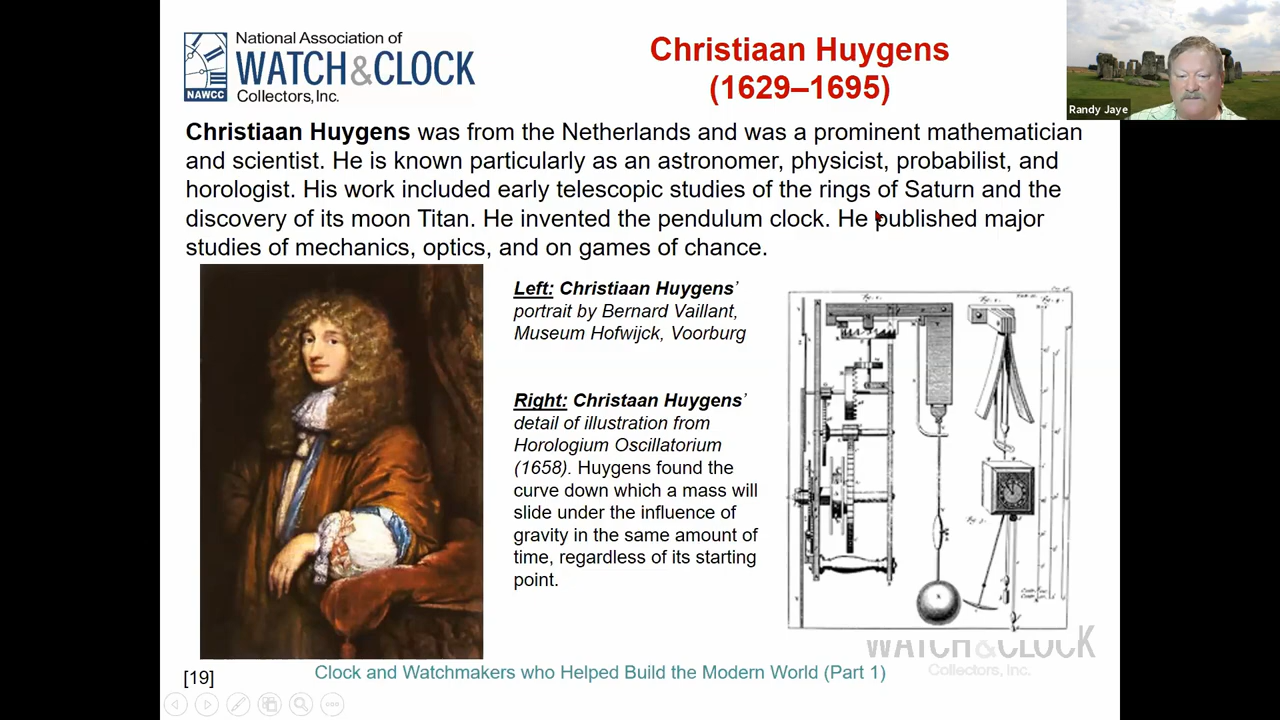 National Association of
WATCH&CLOCK
Collectors, Inc.
NAWCC
Christiaan Huygens
(1629–1695)
Randy Jaye
Christiaan Huygens was from the Netherlands and was a prominent mathematician
and scientist. He is known particularly as an astronomer, physicist, probabilist, and
horologist. His work included early telescopic studies of the rings of Saturn and the
discovery of its moon Titan. He invented the pendulum clock. He published major
studies of mechanics, optics, and on games of chance.
Left: Christiaan Huygens’
portrait by Bernard Vaillant,
Museum Hofwijck, Voorburg
Right: Christaan Huygens’
detail of illustration from
Horologium Oscillatorium
(1658). Huygens found the
curve down which a mass will
slide under the influence of
gravity in the same amount of
time, regardless of its starting
point.
WATCH&CLOCK
Collectors, Inc.
[19]
Clock and Watchmakers who Helped Build the Modern World (Part 1)